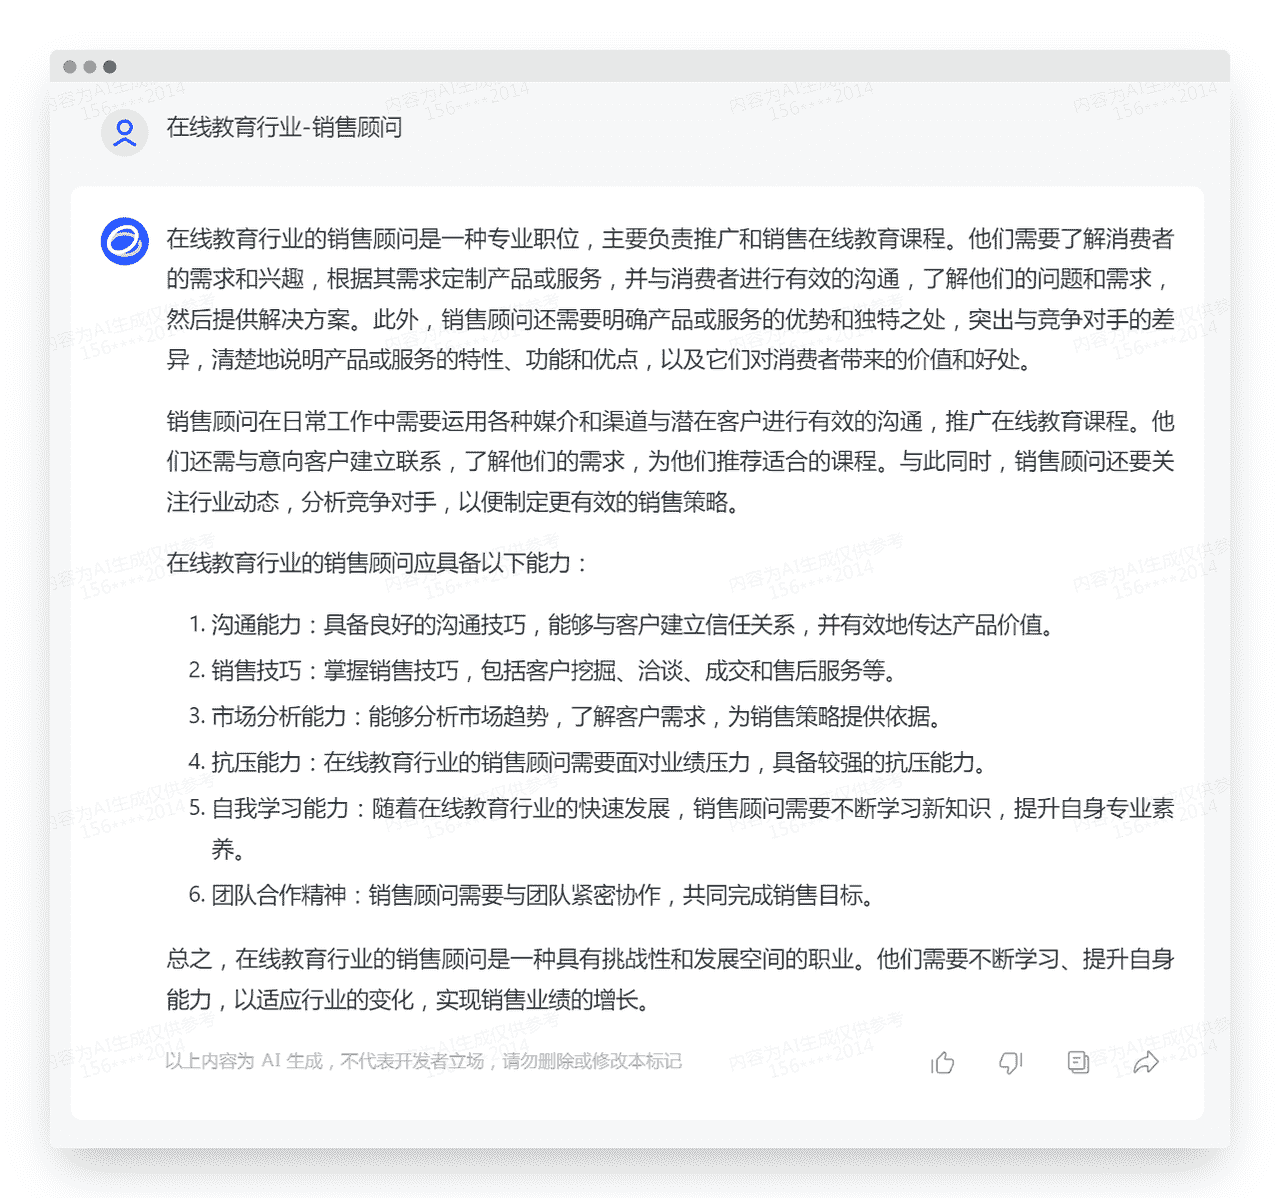 在线教育行业-销售顾问
在线教育行业的销售顾问是一种专业职位，主要负责推广和销售在线教育课程。他们需要了解消费者
的需求和兴趣，根据其需求定制产品或服务，并与消费者进行有效的沟通，了解他们的问题和需求，
然后提供解决方案。此外，销售顾问还需要明确产品或服务的优势和独特之处，突出与竞争对手的差
异，清楚地说明产品或服务的特性、功能和优点，以及它们对消费者带来的价值和好处。
销售顾问在日常工作中需要运用各种媒介和渠道与潜在客户进行有效的沟通，推广在线教育课程。他
们还需与意向客户建立联系，了解他们的需求，为他们推荐适合的课程。与此同时，销售顾问还要关
注行业动态，分析竞争对手，以便制定更有效的销售策略。
在线教育行业的销售顾问应具备以下能力：
1. 沟通能力：具备良好的沟通技巧，能够与客户建立信任关系，并有效地传达产品价值。
2. 销售技巧：掌握销售技巧，包括客户挖掘、洽谈、成交和售后服务等。
3. 市场分析能力：能够分析市场趋势，了解客户需求，为销售策略提供依据。
4. 抗压能力：在线教育行业的销售顾问需要面对业绩压力，具备较强的抗压能力。
5. 自我学习能力：随着在线教育行业的快速发展，销售顾问需要不断学习新知识，提升自身专业素
养。
6. 团队合作精神：销售顾问需要与团队紧密协作，共同完成销售目标。
总之，在线教育行业的销售顾问是一种具有挑战性和发展空间的职业。他们需要不断学习、提升自身
能力，以适应行业的变化，实现销售业绩的增长。
以上内容为 AI 生成，不代表开发者立场，请勿删除或修改本标记
内容为AI生成仅供参考
156****2014